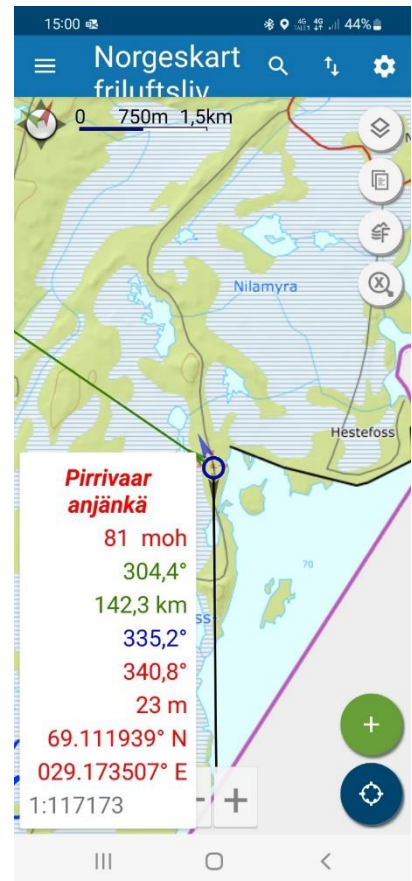 15:00
44%
Norgeskart
friluftsliv
0 750m 1,5km
Nilamyra
Hestefoss
Pirrivaar
anjänkä
81 moh
304,4°
142,3 km
70
335,2°
ss-
340,8°
23 m
69.111939° N
029.173507° E
1:117173
+
+